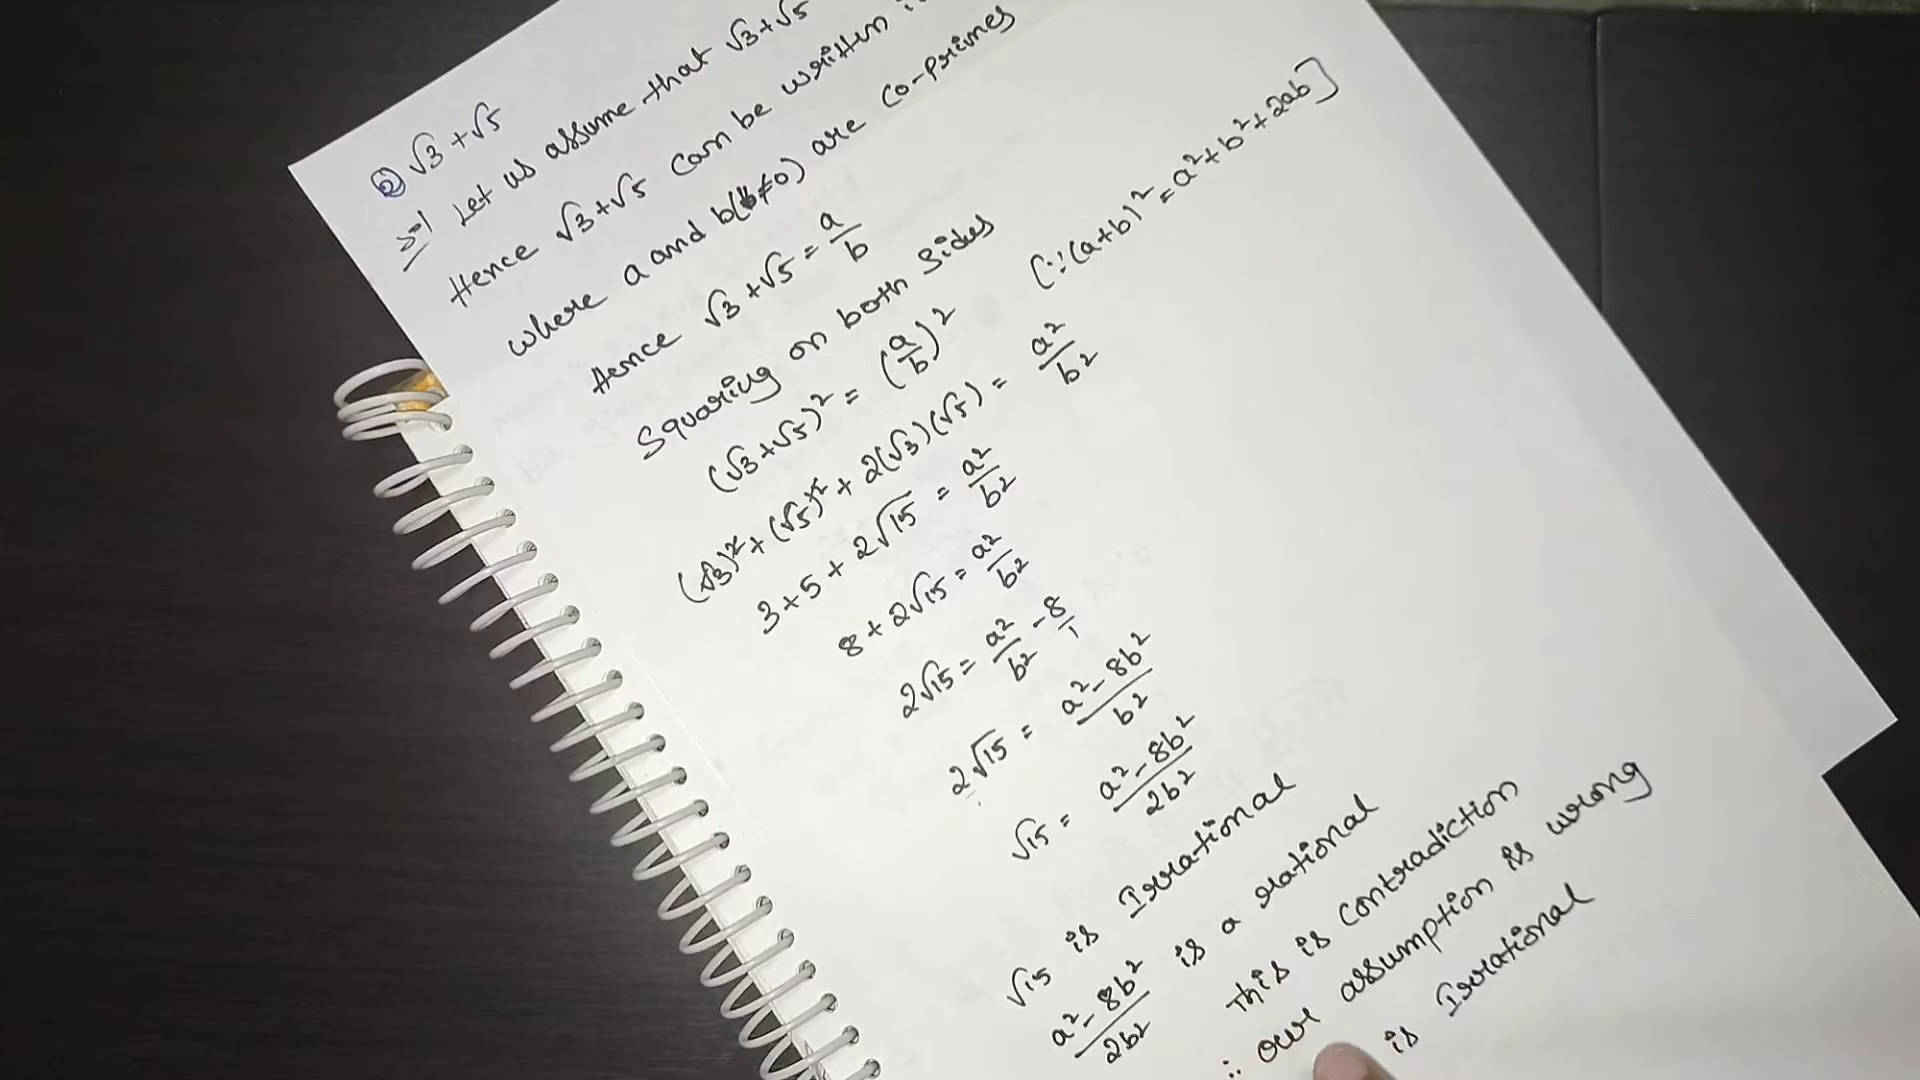 ② √3 + √5
Sol Let us assume that √3+√5
Hence √3+√5 can be written
where a and b(b≠0) are co-primes
Hence √3 + √5 = a/b
Squaring on both sides
(√3+√5)² = (a/b)²
[∵(a+b)² = a²+b²+2ab]
(√3)²+(√5)²+2(√3)(√5) = a²/b²
3+5+2√15 = a²/b²
8+2√15 = a²/b²
2√15 = a²/b² - 8/1
2√15 = a²-8b²/b²
√15 = a²-8b²/2b²
√15 is Irrational
a²-8b²/2b² is a rational
This is contradiction
∴ our assumption is wrong
is Irrational